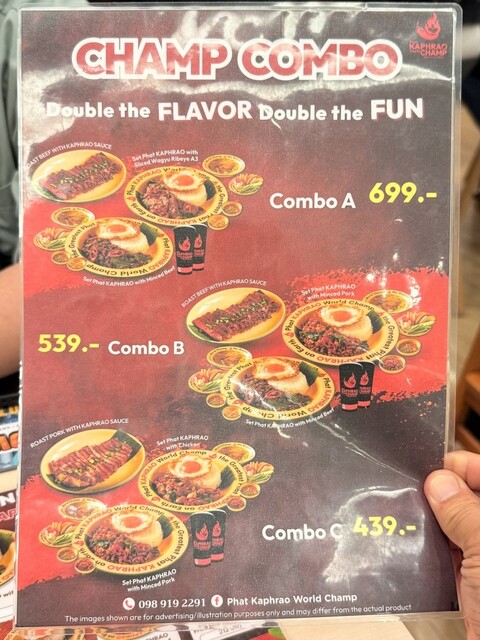 KAPHRAO
CHAMP
CHAMP COMBO
Double the FLAVOR Double the FUN
ROAST BEEF WITH KAPHRAO SAUCE
Set Phat KAPHRAO with
Sliced Wagyu Ribeye A3
Combo A 699.-
Set Phat KAPHRAO with Minced Beef
ROAST BEEF WITH KAPHRAO SAUCE
Set Phat KAPHRAO
with Minced Pork
539.- Combo B
Set Phat KAPHRAO with Minced Beef
ROAST PORK WITH KAPHRAO SAUCE
Set Phat KAPHRAO
with Chicken
Combo C 439.-
Set Phat KAPHRAO
with Minced Pork
098 919 2291 Phat Kaphrao World Champ
The images shown are for advertising/illustration purposes only and may differ from the actual product